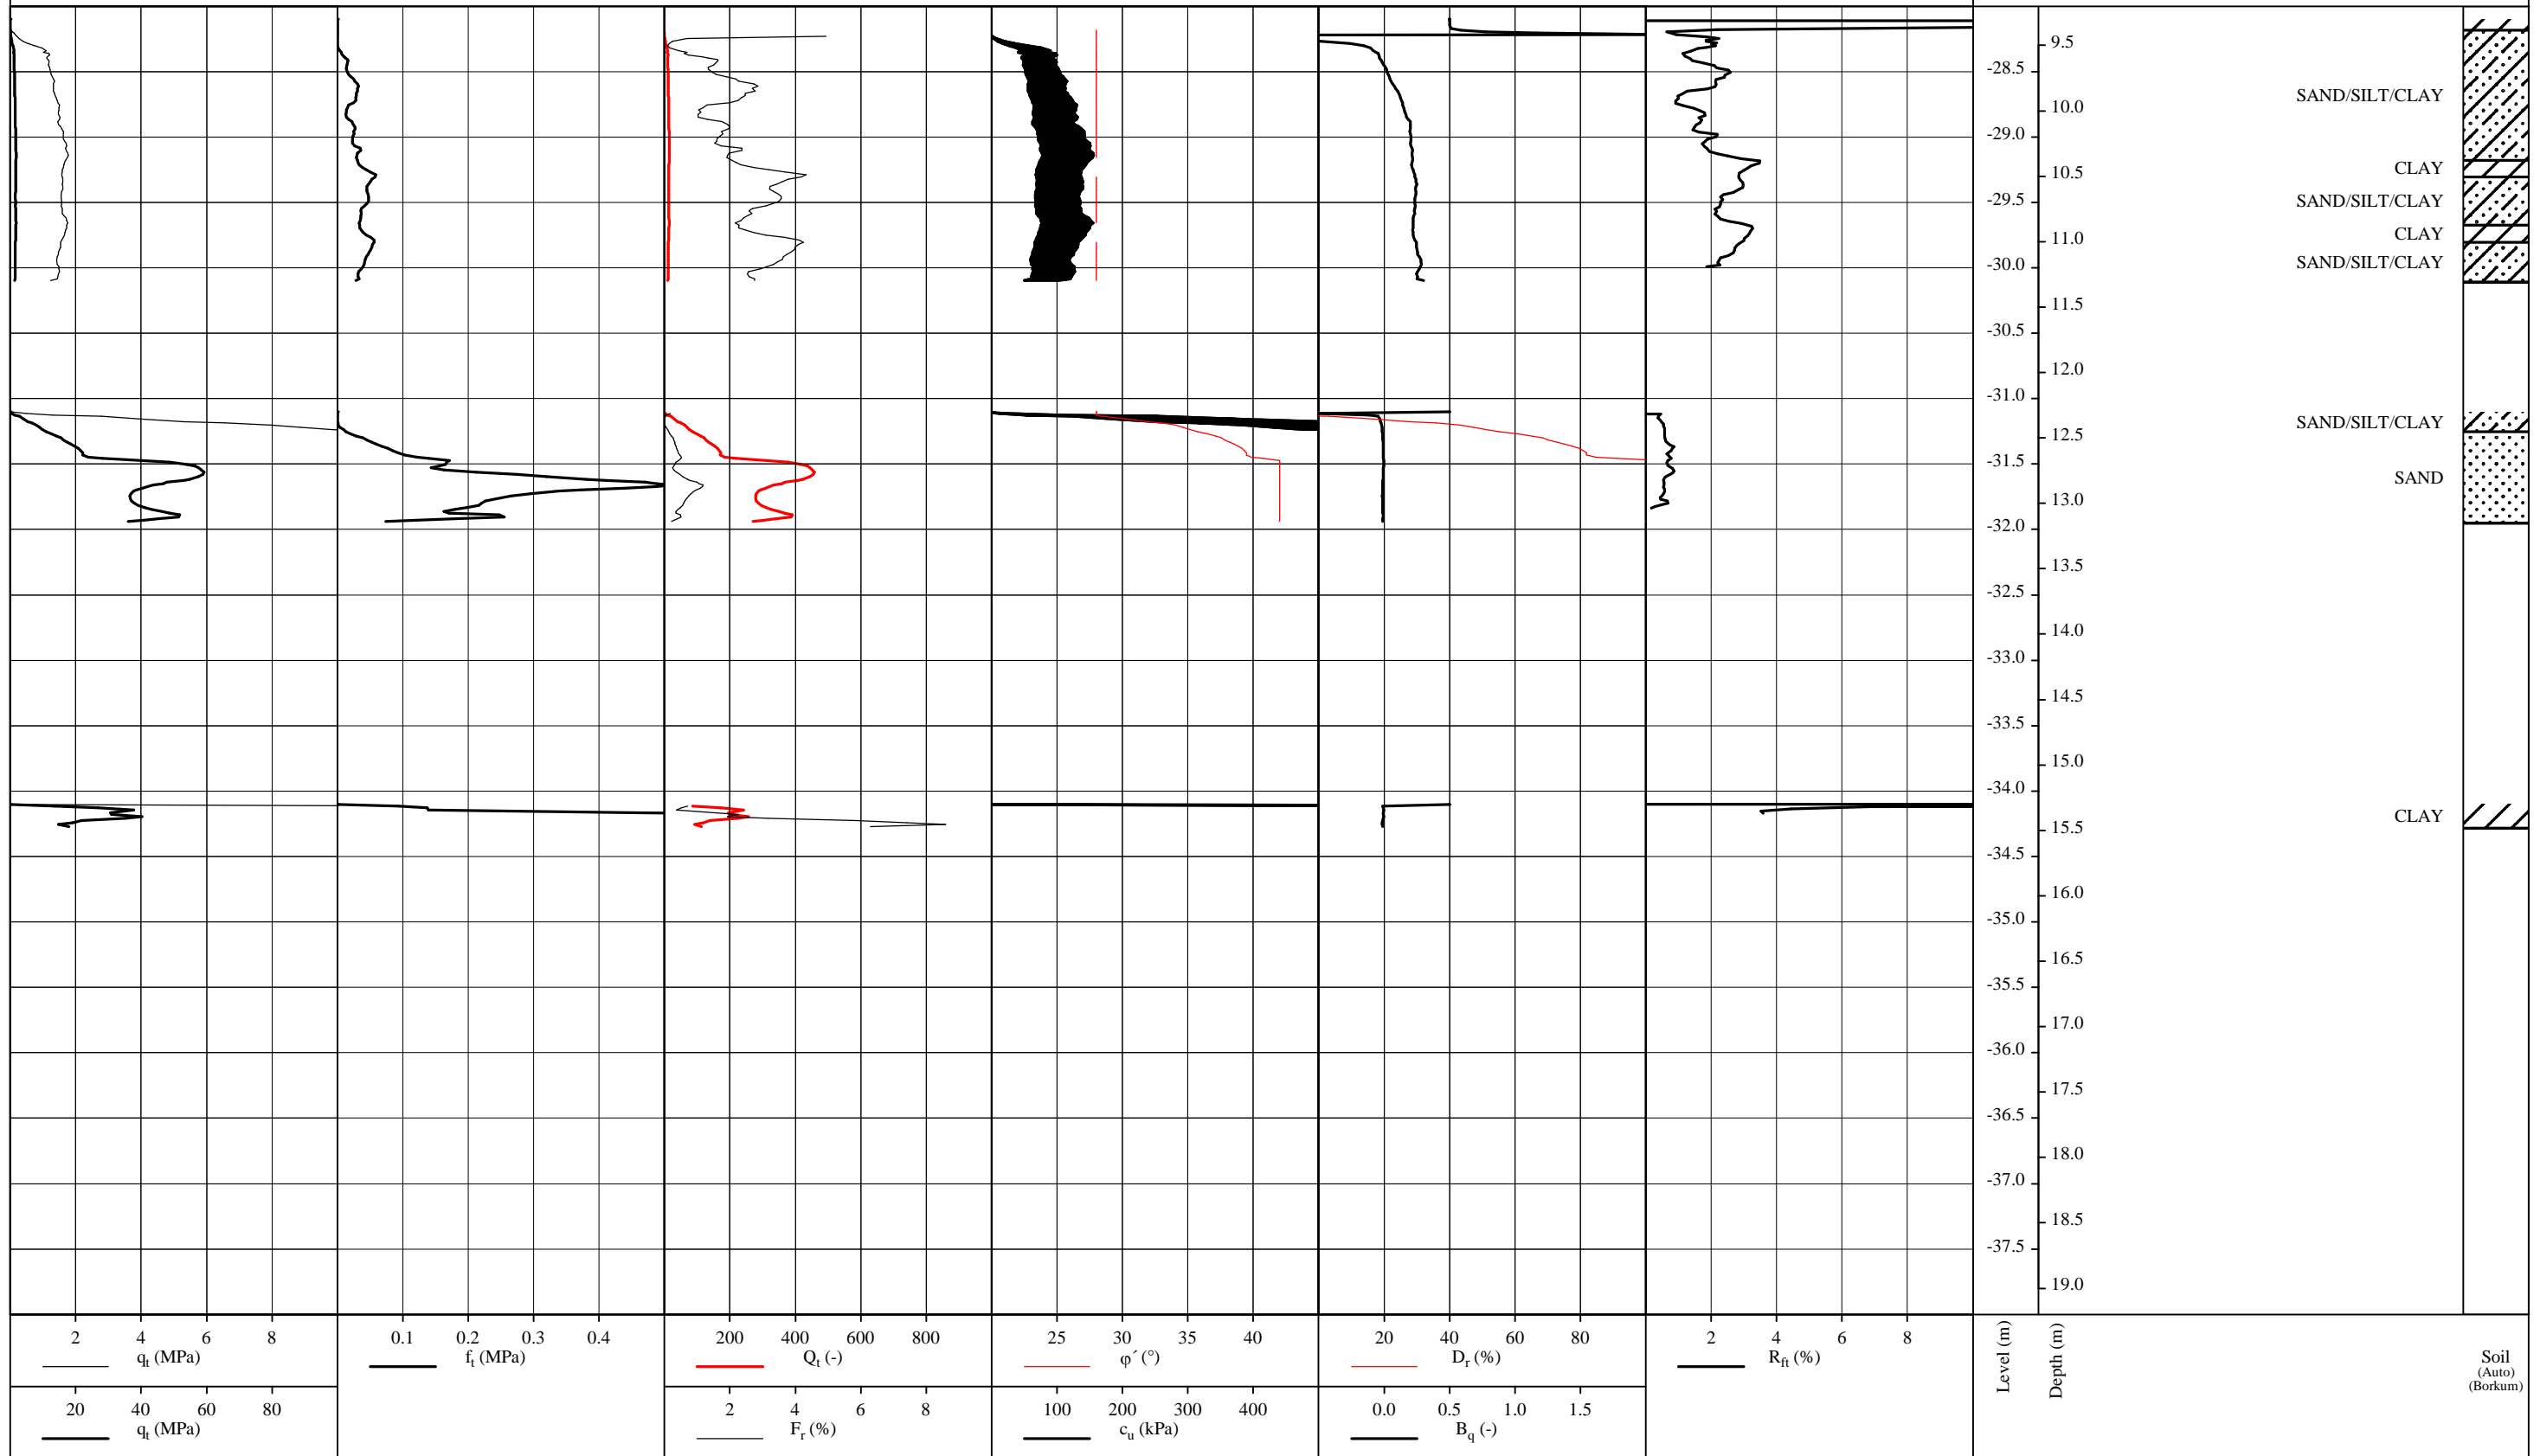 9.5
-28.5
SAND/SILT/CLAY
10.0
-29.0
CLAY
10.5
-29.5
SAND/SILT/CLAY
CLAY
11.0
-30.0
SAND/SILT/CLAY
11.5
-30.5
12.0
-31.0
SAND/SILT/CLAY
12.5
-31.5
SAND
13.0
-32.0
13.5
-32.5
14.0
-33.0
14.5
-33.5
15.0
-34.0
CLAY
15.5
-34.5
16.0
-35.0
16.5
-35.5
17.0
-36.0
17.5
-36.5
18.0
-37.0
18.5
-37.5
19.0
2 4 6 8
qt (MPa)
20 40 60 80
qt (MPa)
0.1 0.2 0.3 0.4
ft (MPa)
200 400 600 800
Qt (-)
2 4 6 8
Fr (%)
25 30 35 40
φ´ (°)
100 200 300 400
cu (kPa)
20 40 60 80
Dr (%)
0.0 0.5 1.0 1.5
Bq (-)
2 4 6 8
Rft (%)
Level (m)
Depth (m)
Soil
(Auto)
(Borkum)